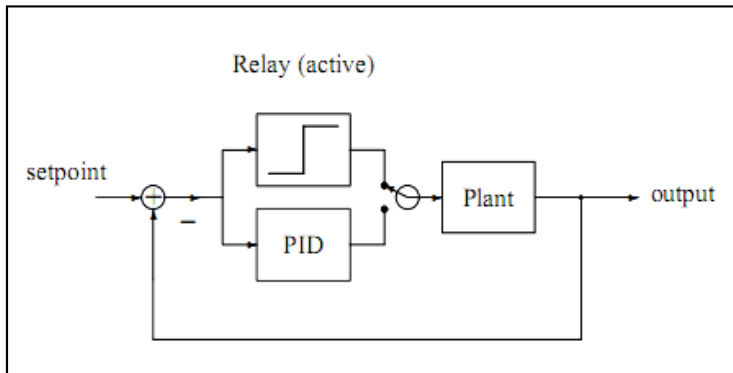 Relay (active)
setpoint
+
−
PID
Plant
output